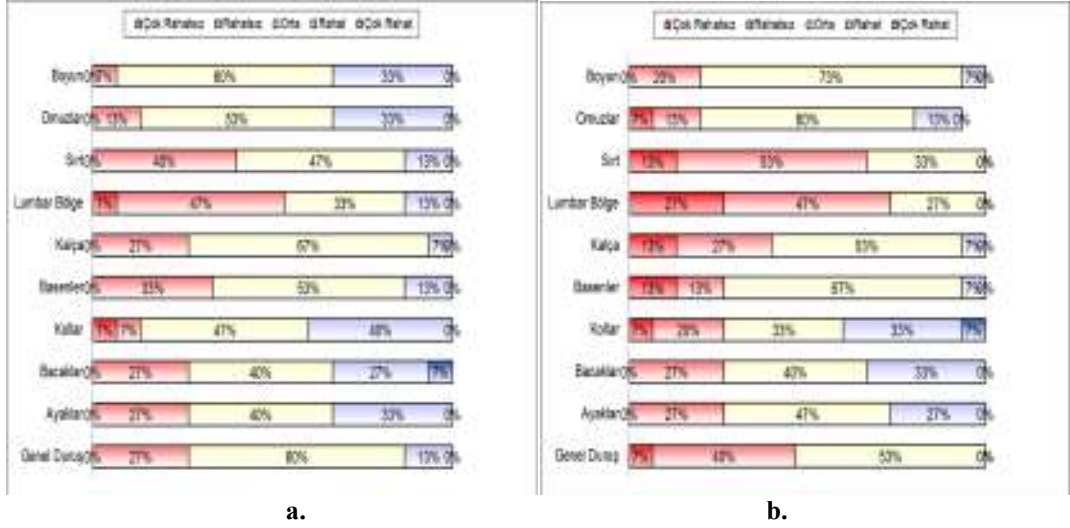 Çok Rahatsız Rahatsız Orta Rahat Çok Rahat
Boyun 0% 7% 60% 33% 0%
Omuzlar 0% 13% 53% 33% 0%
Sırt 0% 40% 47% 13% 0%
Lumbar Bölge 7% 47% 33% 13% 0%
Kalça 0% 27% 67% 7% 0%
Basenler 0% 33% 53% 13% 0%
Kollar 7% 7% 47% 40% 0%
Bacaklar 0% 27% 40% 27% 7%
Ayaklar 0% 27% 40% 33% 0%
Genel Duruş 0% 27% 60% 13% 0%
a.
Çok Rahatsız Rahatsız Orta Rahat Çok Rahat
Boyun 0% 20% 73% 7% 0%
Omuzlar 7% 13% 60% 13% 0%
Sırt 13% 53% 33% 0%
Lumbar Bölge 27% 47% 27% 0%
Kalça 13% 27% 53% 7% 0%
Basenler 13% 13% 67% 7% 0%
Kollar 7% 20% 33% 33% 7%
Bacaklar 0% 27% 40% 33% 0%
Ayaklar 0% 27% 47% 27% 0%
Genel Duruş 7% 40% 53% 0%
b.